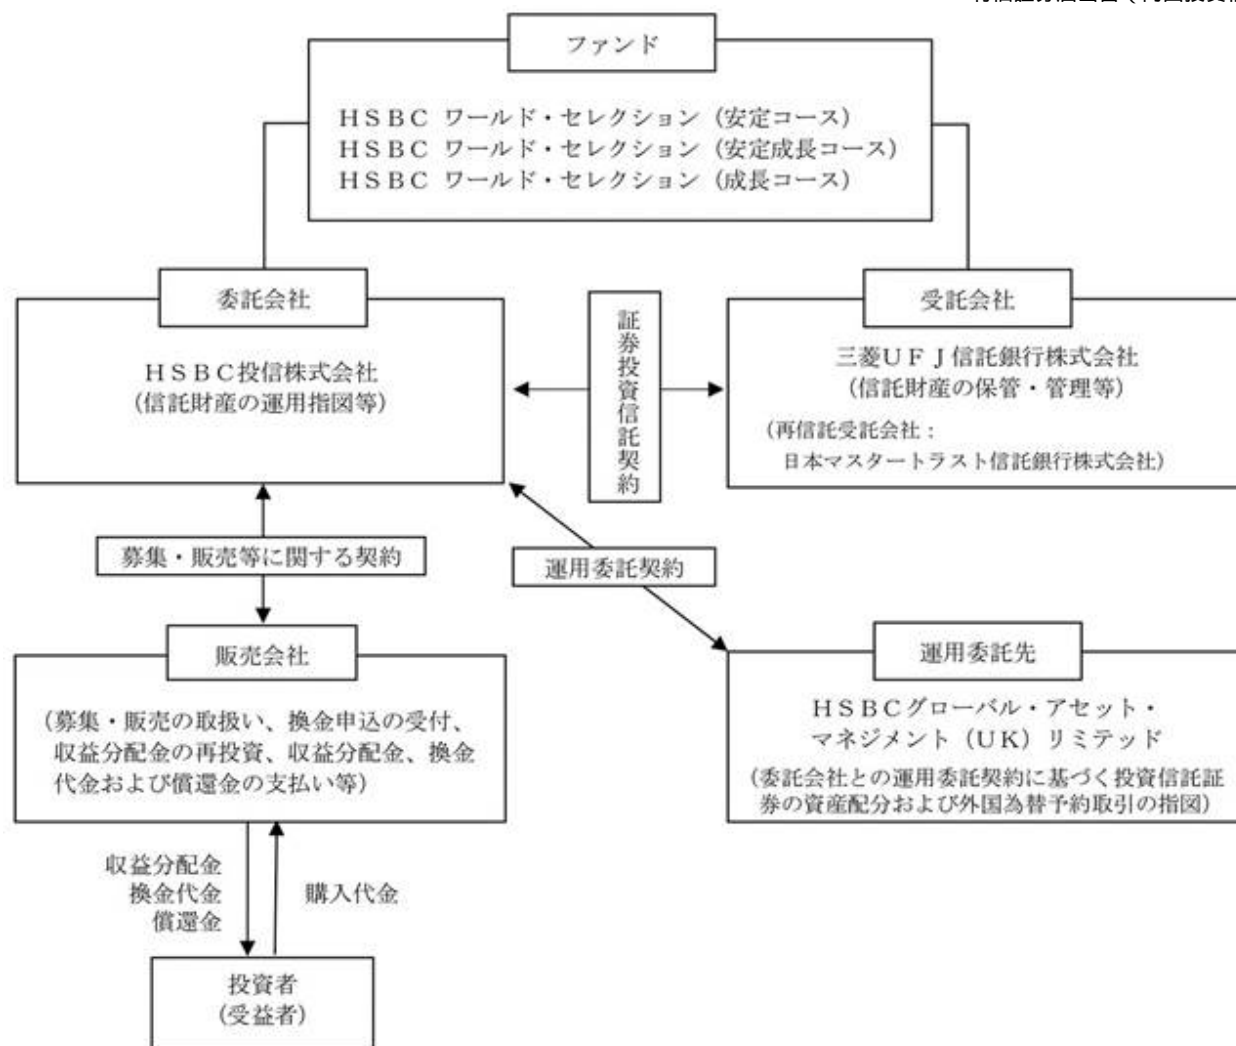 ファンド
HSBC ワールド・セレクション（安定コース）
HSBC ワールド・セレクション（安定成長コース）
HSBC ワールド・セレクション（成長コース）
委託会社
HSBC投信株式会社
（信託財産の運用指図等）
証券投資信託契約
受託会社
三菱UFJ信託銀行株式会社
（信託財産の保管・管理等）
（再信託受託会社：
日本マスタートラスト信託銀行株式会社）
募集・販売等に関する契約
運用委託契約
販売会社
（募集・販売の取扱い、換金申込の受付、
収益分配金の再投資、収益分配金、換金
代金および償還金の支払い等）
運用委託先
HSBCグローバル・アセット・
マネジメント（UK）リミテッド
（委託会社との運用委託契約に基づく投資信託証
券の資産配分および外国為替予約取引の指図）
収益分配金
換金代金
償還金
購入代金
投資者
（受益者）